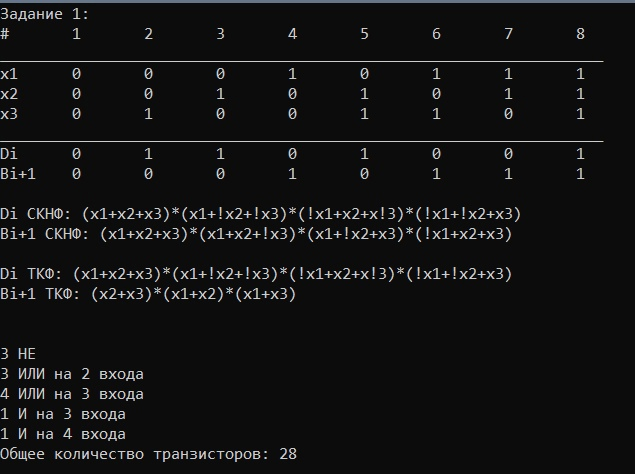 Задание 1:
# 1 2 3 4 5 6 7 8
x1 0 0 0 1 0 1 1 1
x2 0 0 1 0 1 0 1 1
x3 0 1 0 0 1 1 0 1
Di 0 1 1 0 1 0 0 1
Bi+1 0 0 0 1 0 1 1 1
Di СКНФ: (x1+x2+x3)*(x1+!x2+!x3)*(!x1+x2+x!3)*(!x1+!x2+x3)
Bi+1 СКНФ: (x1+x2+x3)*(x1+x2+!x3)*(x1+!x2+x3)*(!x1+x2+x3)
Di ТКФ: (x1+x2+x3)*(x1+!x2+!x3)*(!x1+x2+x!3)*(!x1+!x2+x3)
Bi+1 ТКФ: (x2+x3)*(x1+x2)*(x1+x3)
3 НЕ
3 ИЛИ на 2 входа
4 ИЛИ на 3 входа
1 И на 3 входа
1 И на 4 входа
Общее количество транзисторов: 28